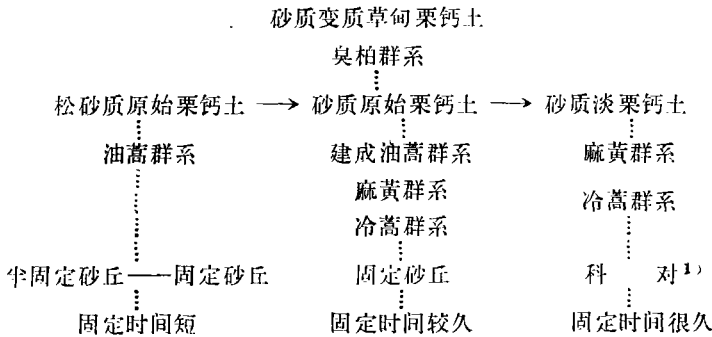 砂质变质草甸栗钙土
臭柏群系
松砂质原始栗钙土 → 砂质原始栗钙土 → 砂质淡栗钙土
油蒿群系 建成油蒿群系 麻黄群系
麻黄群系
冷蒿群系
冷蒿群系
半固定砂丘——固定砂丘 固定砂丘 科 对1)
固定时间短 固定时间较久 固定时间很久